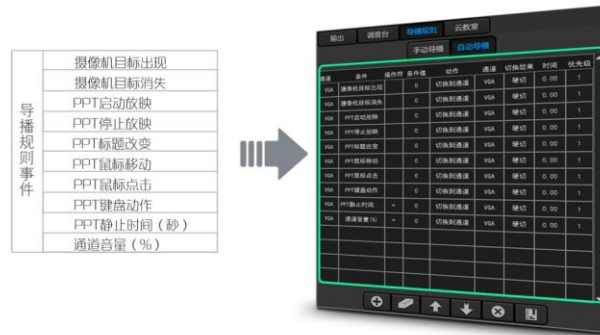 导播规则事件
摄像机目标出现
摄像机目标消失
PPT启动放映
PPT停止放映
PPT标题改变
PPT鼠标移动
PPT鼠标点击
PPT键盘动作
PPT静止时间（秒）
通道音量（%）
输出 调音台 导播规则 云教室
手动导播 自动导播
通道 条件 操作符 条件值 动作 通道 切换效果 时间 优先级
VGA 摄像机目标出现 0 切换到通道 VGA 硬切 0.00 1
VGA 摄像机目标消失 0 切换到通道 VGA 硬切 0.00 1
VGA PPT启动放映 0 切换到通道 VGA 硬切 0.00 1
VGA PPT停止放映 0 切换到通道 VGA 硬切 0.00 1
VGA PPT标题改变 0 切换到通道 VGA 硬切 0.00 1
VGA PPT鼠标移动 0 切换到通道 VGA 硬切 0.00 1
VGA PPT鼠标点击 0 切换到通道 VGA 硬切 0.00 1
VGA PPT键盘动作 0 切换到通道 VGA 硬切 0.00 1
VGA PPT静止时间 = 0 切换到通道 VGA 硬切 0.00 1
VGA 通道音量(%) = 0 切换到通道 VGA 硬切 0.00 1